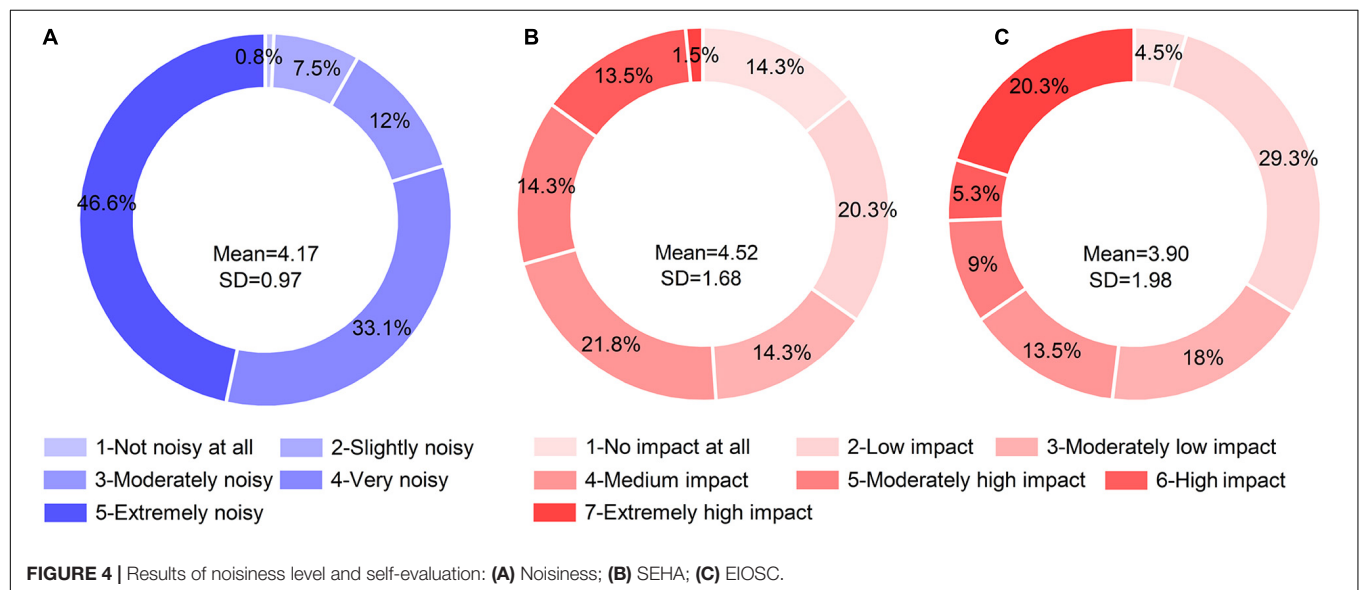 A
0.8%
7.5%
12%
33.1%
46.6%
Mean=4.17
SD=0.97
1-Not noisy at all
2-Slightly noisy
3-Moderately noisy
4-Very noisy
5-Extremely noisy
B
14.3%
20.3%
14.3%
21.8%
14.3%
13.5%
1.5%
Mean=4.52
SD=1.68
C
4.5%
29.3%
18%
13.5%
9%
5.3%
20.3%
Mean=3.90
SD=1.98
1-No impact at all
2-Low impact
3-Moderately low impact
4-Medium impact
5-Moderately high impact
6-High impact
7-Extremely high impact
FIGURE 4 | Results of noisiness level and self-evaluation: (A) Noisiness; (B) SEHA; (C) EIOSC.